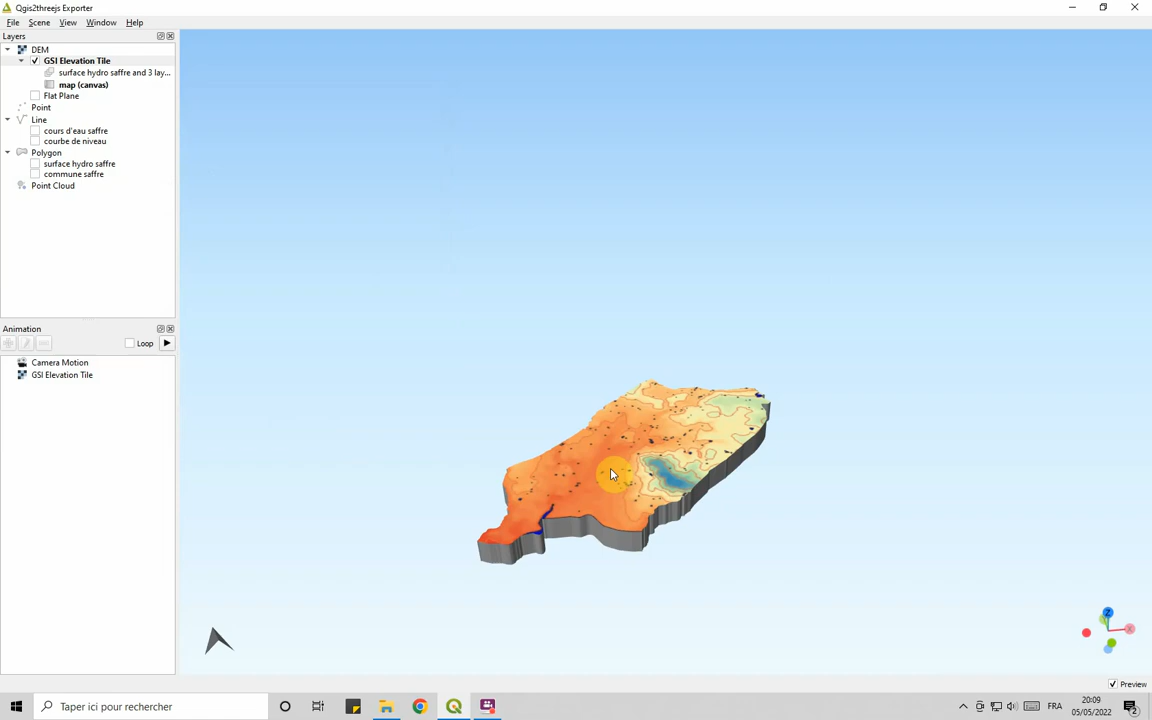 Qgis2threejs Exporter
File Scene View Window Help
Layers
DEM
GSI Elevation Tile
surface hydro saffre and 3 lay...
map (canvas)
Flat Plane
Point
Line
cours d'eau saffre
courbe de niveau
Polygon
surface hydro saffre
commune saffre
Point Cloud
Animation
Loop
Camera Motion
GSI Elevation Tile
Z
X
Preview
Taper ici pour rechercher
FRA
20:09
05/05/2022
2